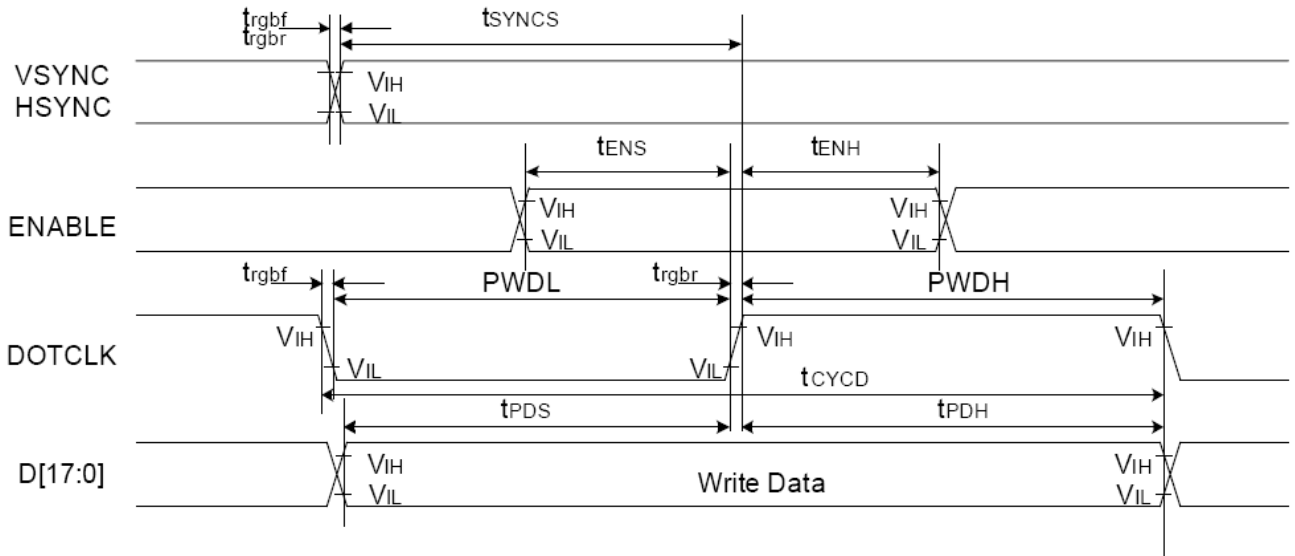 trgbf tSYNCS
trgbr
VSYNC VIH
HSYNC VIL
tENS tENH
ENABLE VIH VIH
VIL VIL
trgbf PWDL trgbr PWDH
VIH VIH VIH
DOTCLK VIL VIL
tCYCD
tPDS tPDH
D[17:0] VIH Write Data VIH
VIL VIL